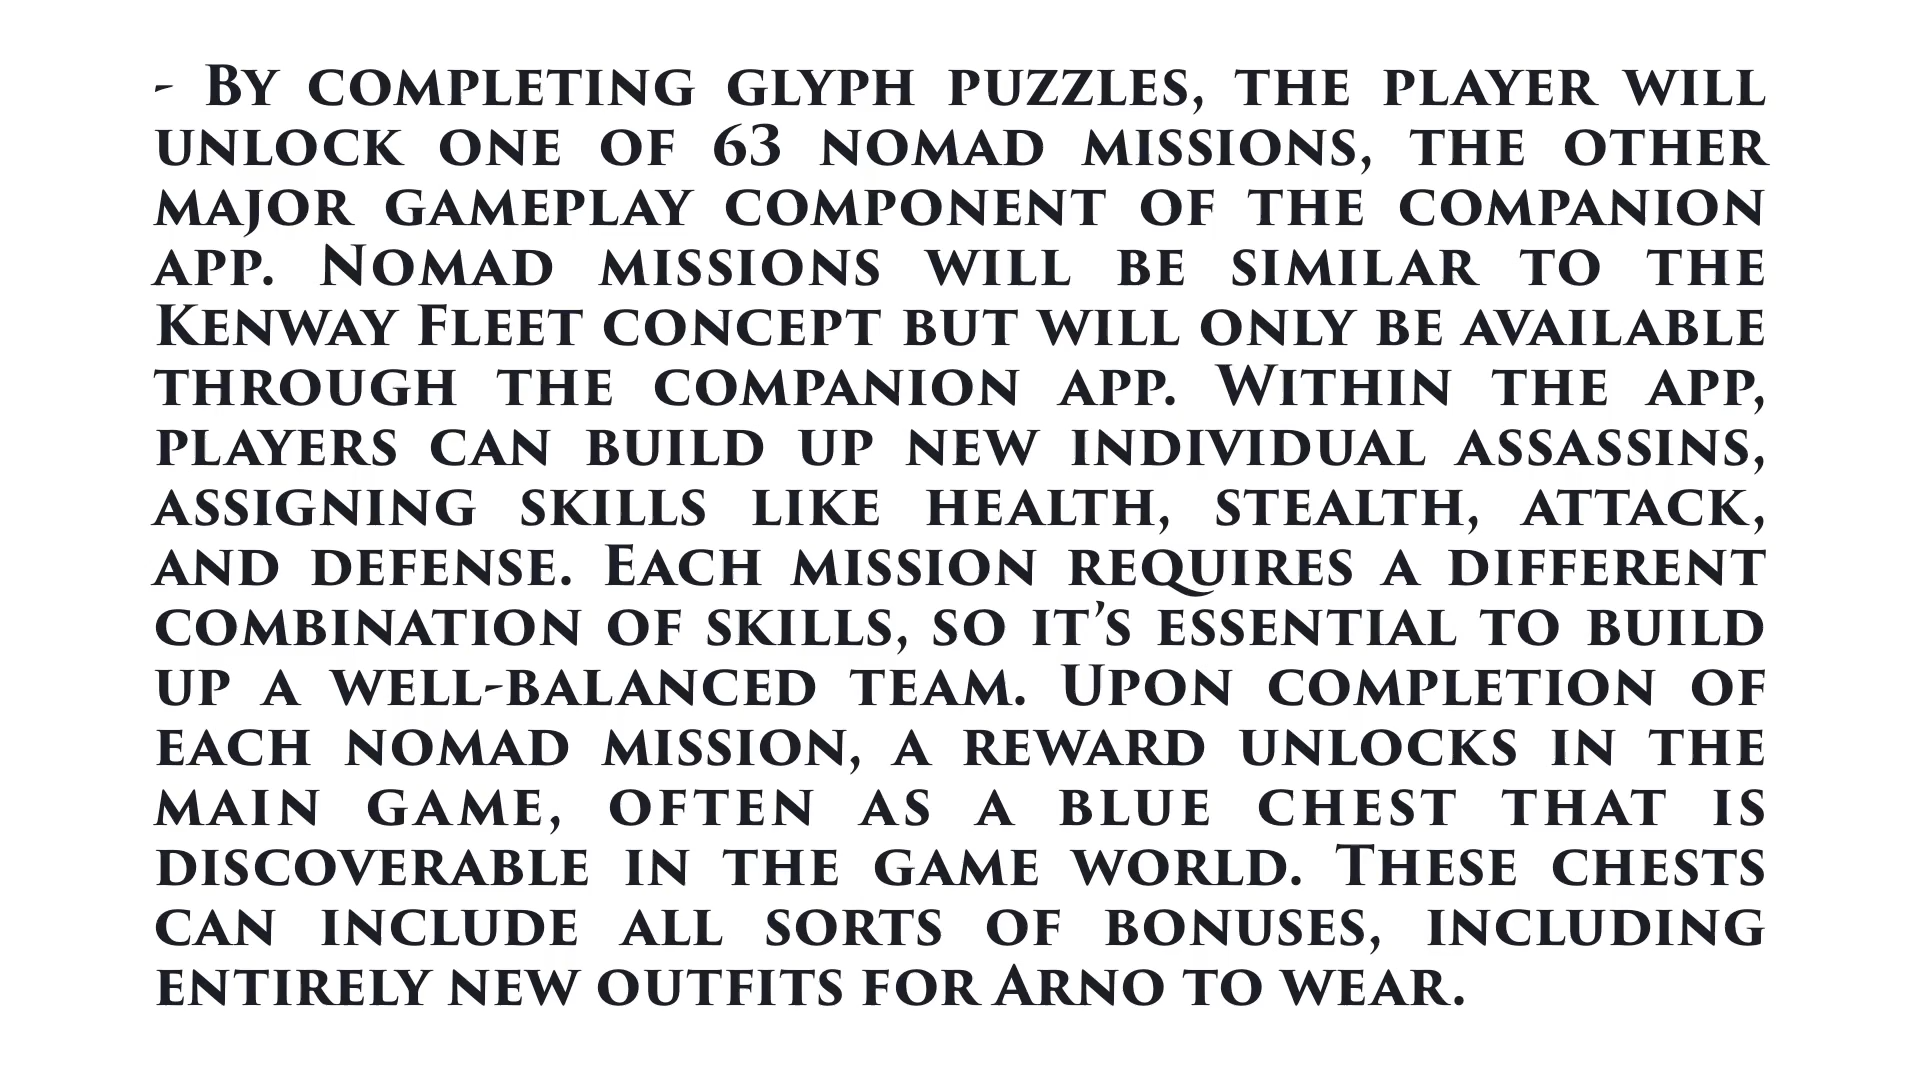 - By completing glyph puzzles, the player will
unlock one of 63 nomad missions, the other
major gameplay component of the companion
app. Nomad missions will be similar to the
Kenway Fleet concept but will only be available
through the companion app. Within the app,
players can build up new individual assassins,
assigning skills like health, stealth, attack,
and defense. Each mission requires a different
combination of skills, so it’s essential to build
up a well-balanced team. Upon completion of
each nomad mission, a reward unlocks in the
main game, often as a blue chest that is
discoverable in the game world. These chests
can include all sorts of bonuses, including
entirely new outfits for Arno to wear.